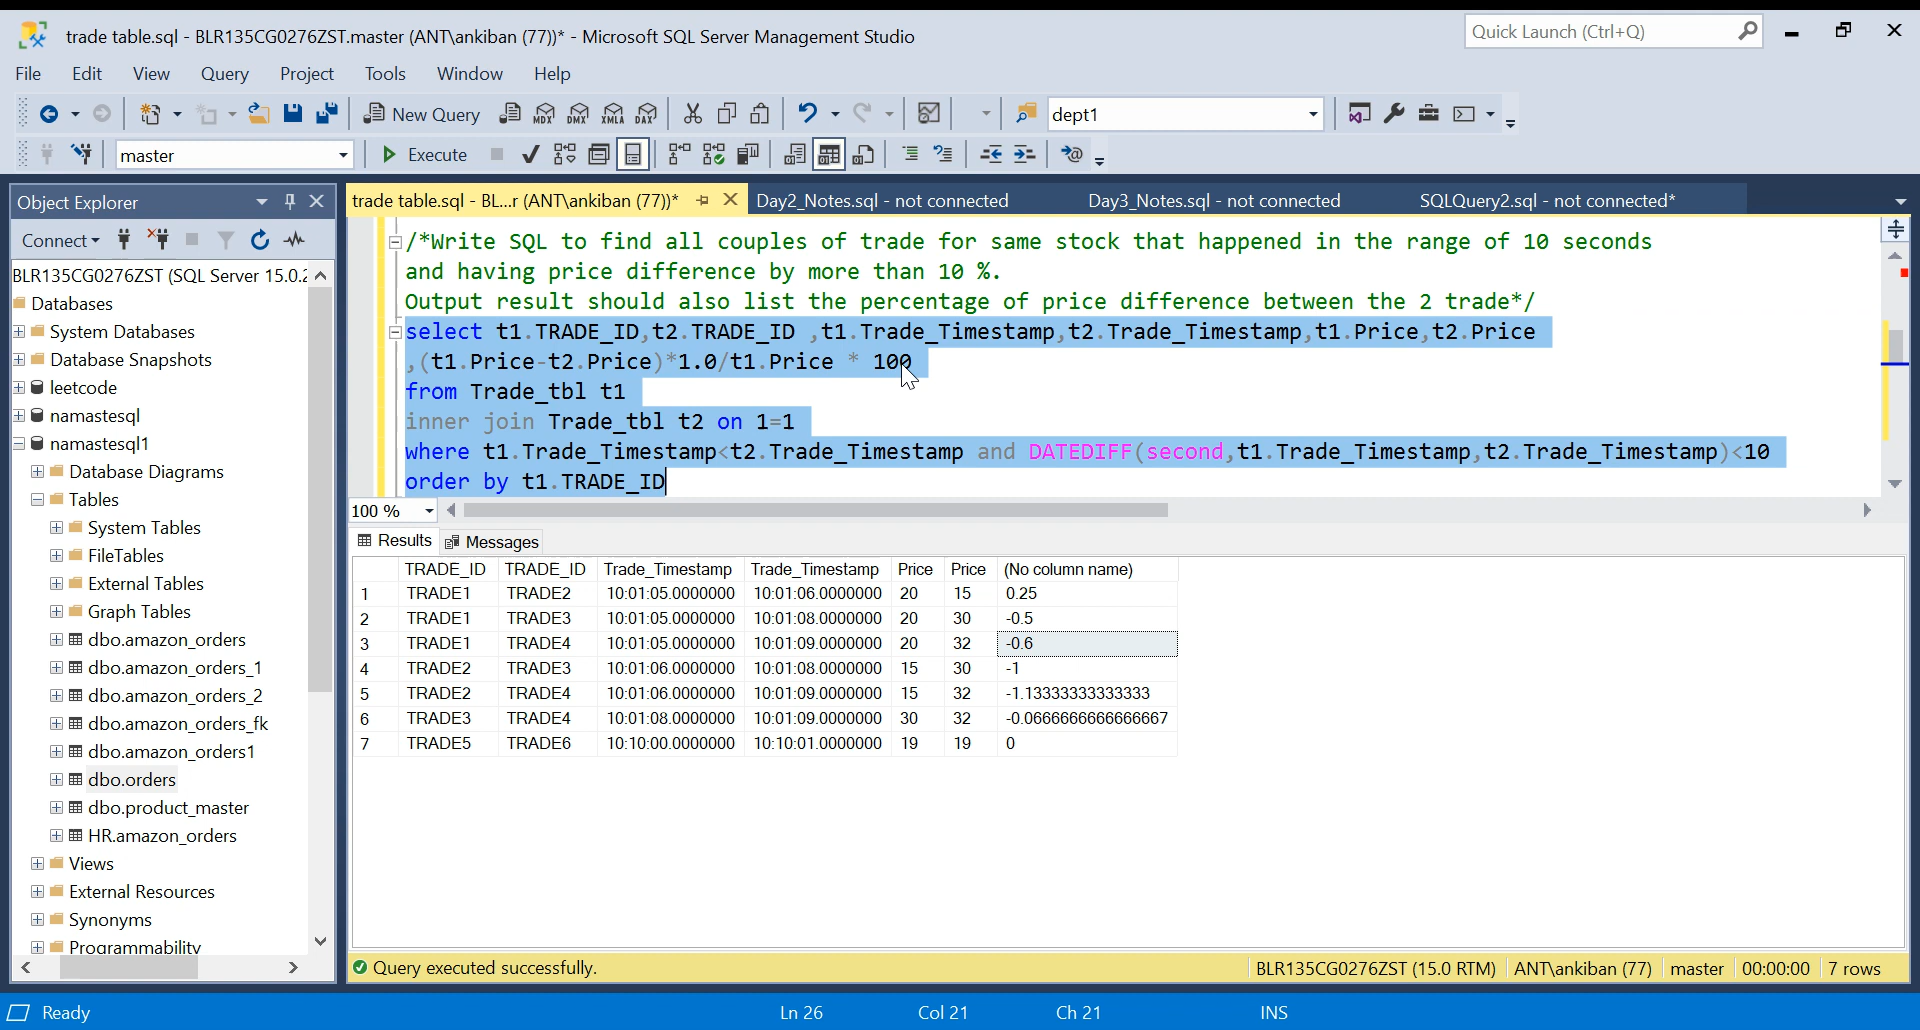 trade table.sql - BLR135CG0276ZST.master (ANT\ankiban (77))* - Microsoft SQL Server Management Studio
Quick Launch (Ctrl+Q)
File Edit View Query Project Tools Window Help
New Query MDX DMX XMLA DAX dept1
master Execute
Object Explorer
trade table.sql - BL...r (ANT\ankiban (77))* Day2_Notes.sql - not connected Day3_Notes.sql - not connected SQLQuery2.sql - not connected*
Connect
BLR135CG0276ZST (SQL Server 15.0.2
Databases
System Databases
Database Snapshots
leetcode
namastesql
namastesql1
Database Diagrams
Tables
System Tables
FileTables
External Tables
Graph Tables
dbo.amazon_orders
dbo.amazon_orders_1
dbo.amazon_orders_2
dbo.amazon_orders_fk
dbo.amazon_orders1
dbo.orders
dbo.product_master
HR.amazon_orders
Views
External Resources
Synonyms
Programmability
/*Write SQL to find all couples of trade for same stock that happened in the range of 10 seconds
and having price difference by more than 10 %.
Output result should also list the percentage of price difference between the 2 trade*/
select t1.TRADE_ID,t2.TRADE_ID ,t1.Trade_Timestamp,t2.Trade_Timestamp,t1.Price,t2.Price
,(t1.Price-t2.Price)*1.0/t1.Price * 100
from Trade_tbl t1
inner join Trade_tbl t2 on 1=1
where t1.Trade_Timestamp<t2.Trade_Timestamp and DATEDIFF(second,t1.Trade_Timestamp,t2.Trade_Timestamp)<10
order by t1.TRADE_ID
100 %
Results Messages
TRADE_ID TRADE_ID Trade_Timestamp Trade_Timestamp Price Price (No column name)
1 TRADE1 TRADE2 10:01:05.0000000 10:01:06.0000000 20 15 0.25
2 TRADE1 TRADE3 10:01:05.0000000 10:01:08.0000000 20 30 -0.5
3 TRADE1 TRADE4 10:01:05.0000000 10:01:09.0000000 20 32 -0.6
4 TRADE2 TRADE3 10:01:06.0000000 10:01:08.0000000 15 30 -1
5 TRADE2 TRADE4 10:01:06.0000000 10:01:09.0000000 15 32 -1.13333333333333
6 TRADE3 TRADE4 10:01:08.0000000 10:01:09.0000000 30 32 -0.0666666666666667
7 TRADE5 TRADE6 10:10:00.0000000 10:10:01.0000000 19 19 0
Query executed successfully. BLR135CG0276ZST (15.0 RTM) ANT\ankiban (77) master 00:00:00 7 rows
Ready Ln 26 Col 21 Ch 21 INS